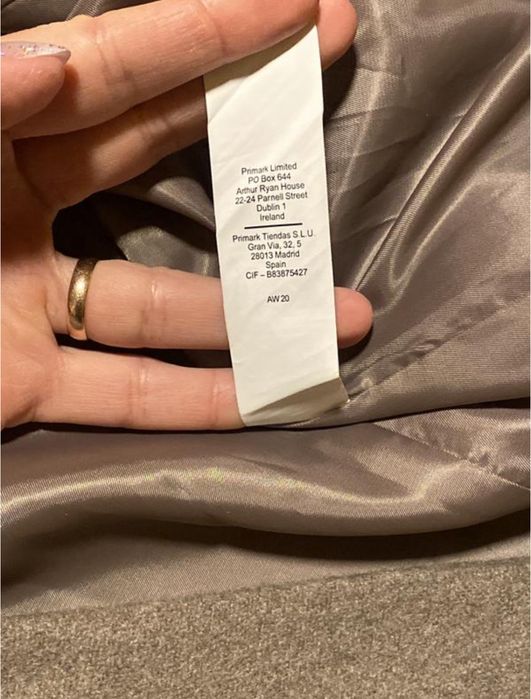 Primark Limited
PO Box 644
Arthur Ryan House
22-24 Parnell Street
Dublin 1
Ireland
Primark Tiendas S.L.U.
Gran Via, 32, 5
28013 Madrid
Spain
CIF – B83875427
AW 20